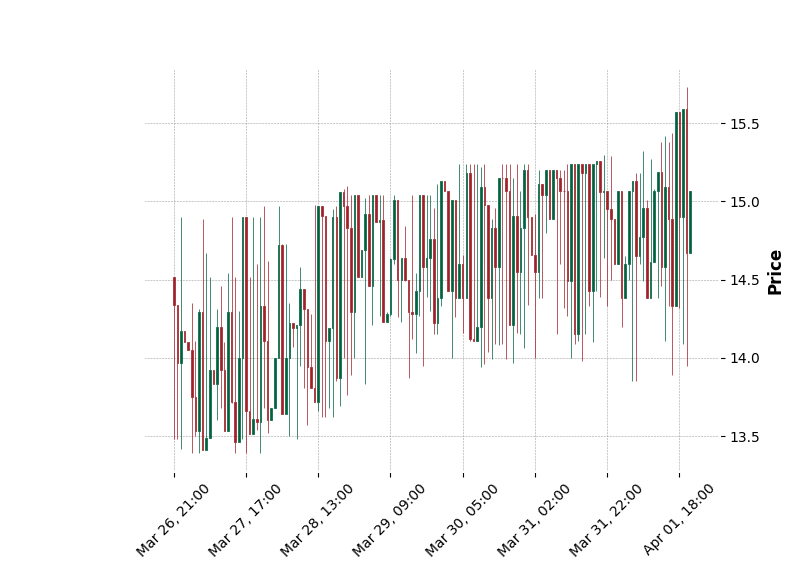 15.5
15.0
14.5
14.0
13.5
Price
Mar 26, 21:00
Mar 27, 17:00
Mar 28, 13:00
Mar 29, 09:00
Mar 30, 05:00
Mar 31, 02:00
Mar 31, 22:00
Apr 01, 18:00